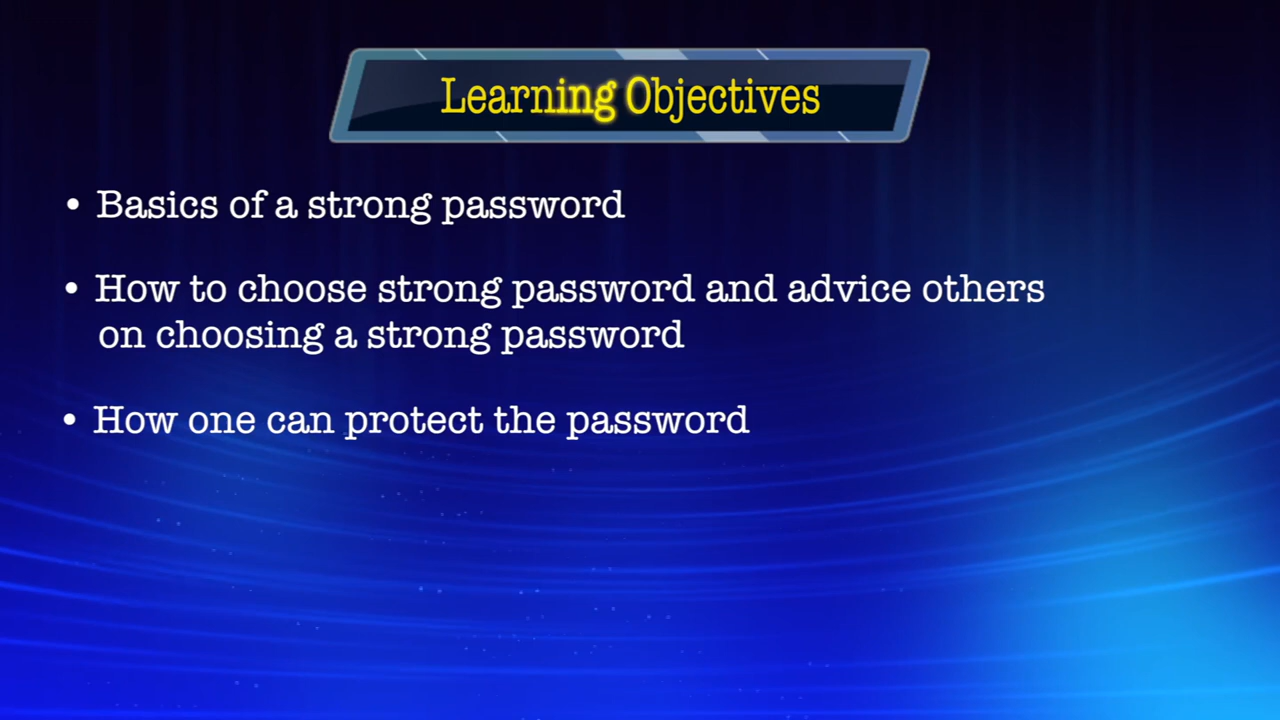 Learning Objectives
• Basics of a strong password
• How to choose strong password and advice others
on choosing a strong password
• How one can protect the password